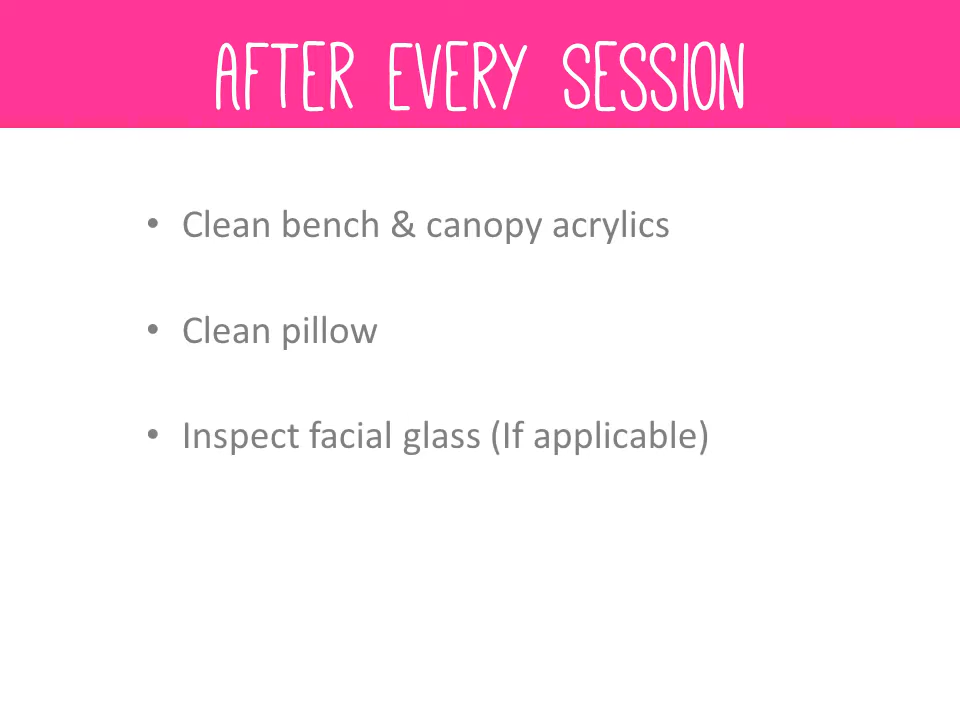 AFTER EVERY SESSION
• Clean bench & canopy acrylics
• Clean pillow
• Inspect facial glass (If applicable)